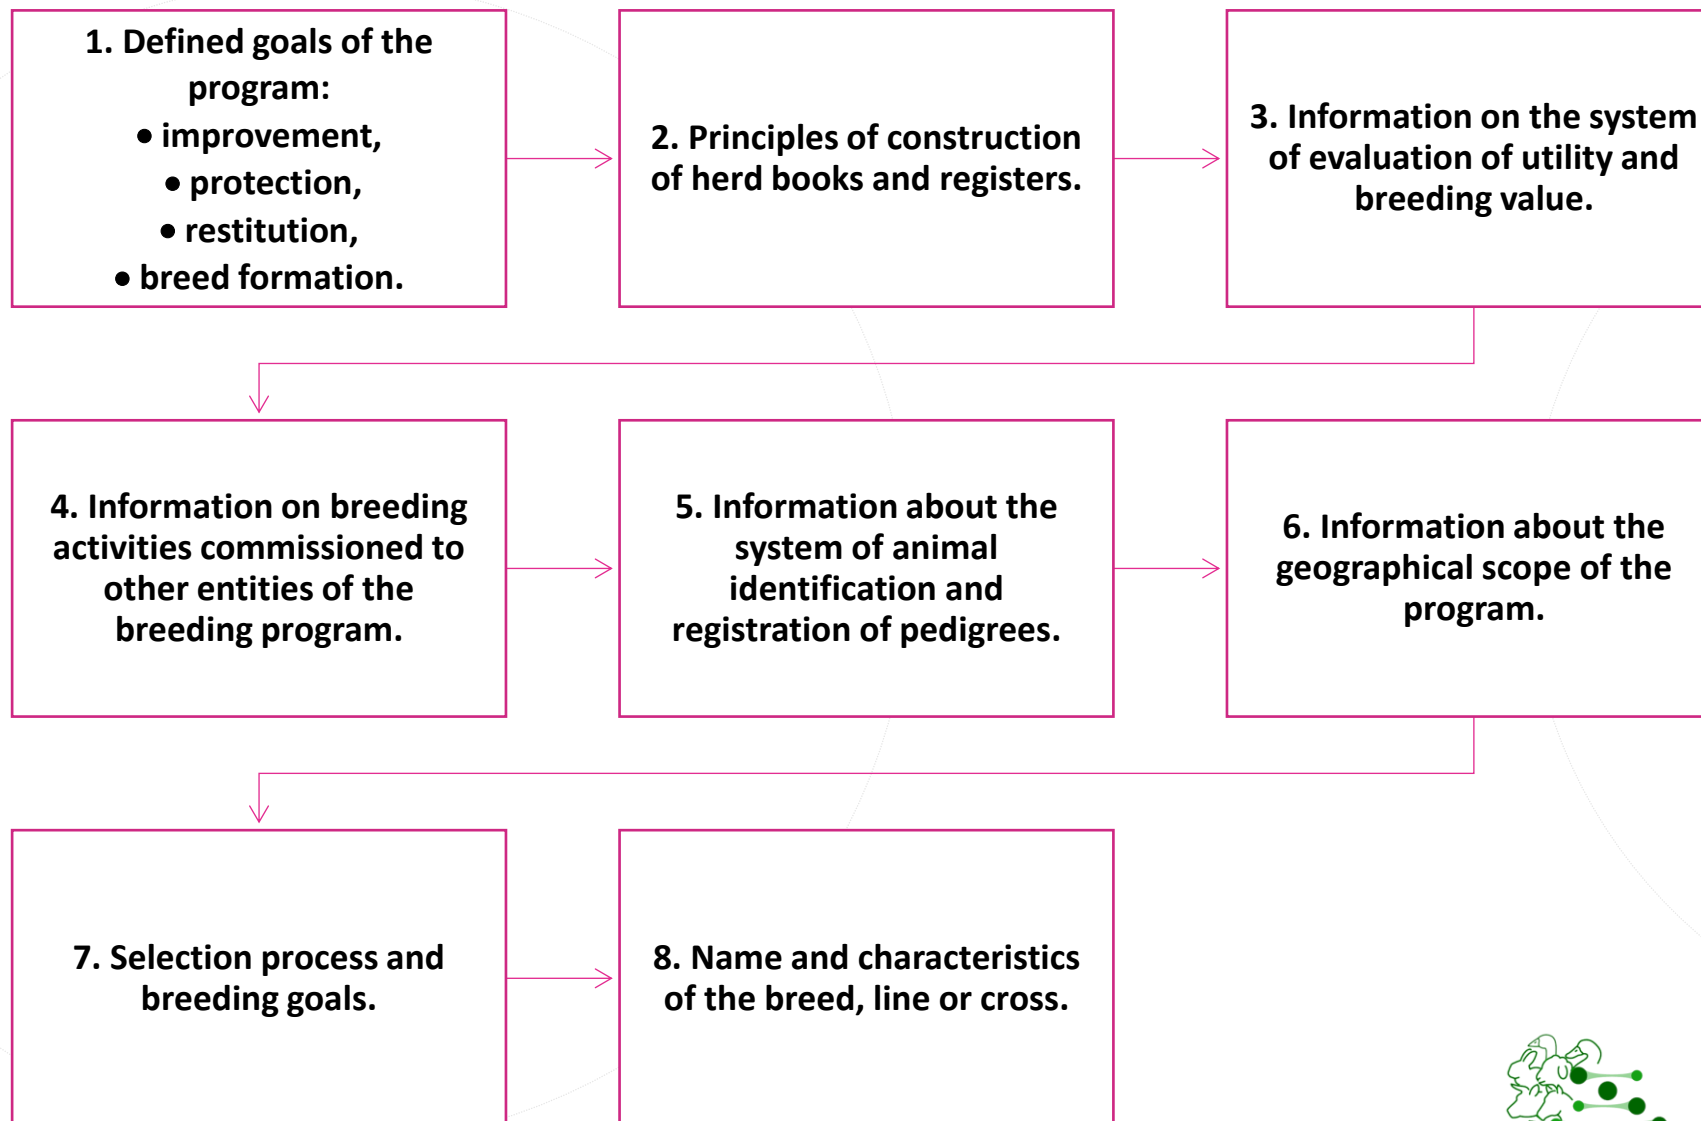 1. Defined goals of the
program:
• improvement,
• protection,
• restitution,
• breed formation.
2. Principles of construction
of herd books and registers.
3. Information on the system
of evaluation of utility and
breeding value.
4. Information on breeding
activities commissioned to
other entities of the
breeding program.
5. Information about the
system of animal
identification and
registration of pedigrees.
6. Information about the
geographical scope of the
program.
7. Selection process and
breeding goals.
8. Name and characteristics
of the breed, line or cross.